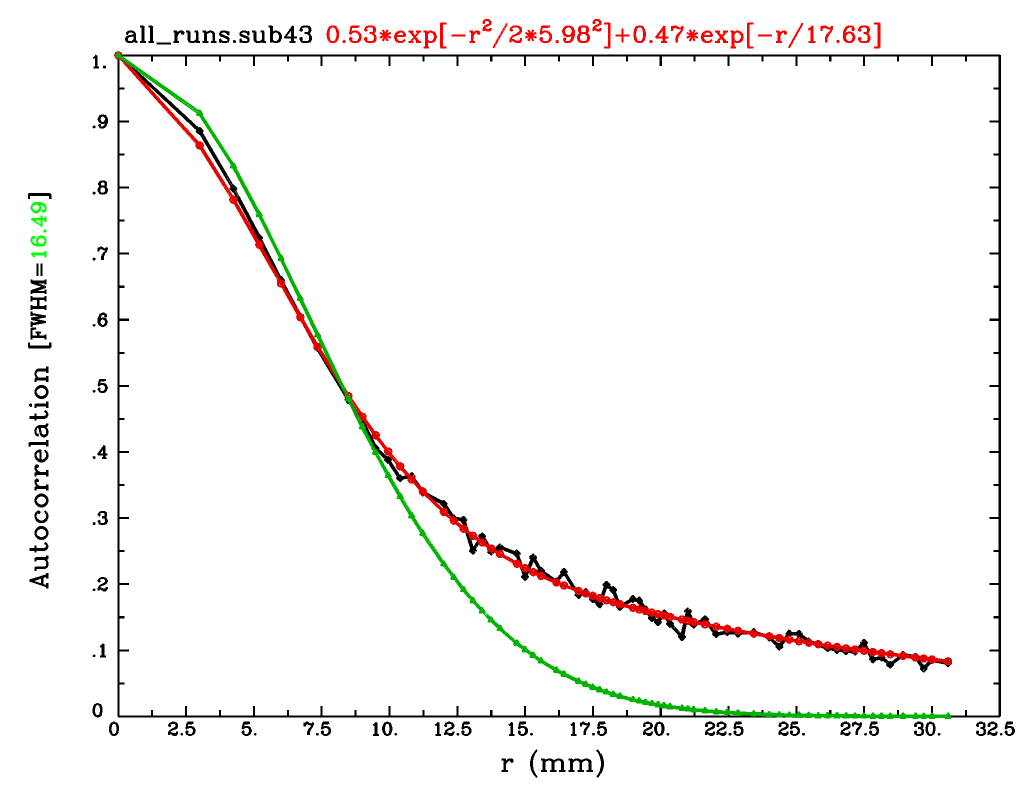 all_runs.sub43 0.53*exp[-r²/2*5.98²]+0.47*exp[-r/17.63]
1.
.9
.8
.7
.6
.5
.4
.3
.2
.1
0
Autocorrelation [FWHM=16.49]
0. 2.5 5. 7.5 10. 12.5 15. 17.5 20. 22.5 25. 27.5 30. 32.5
r (mm)